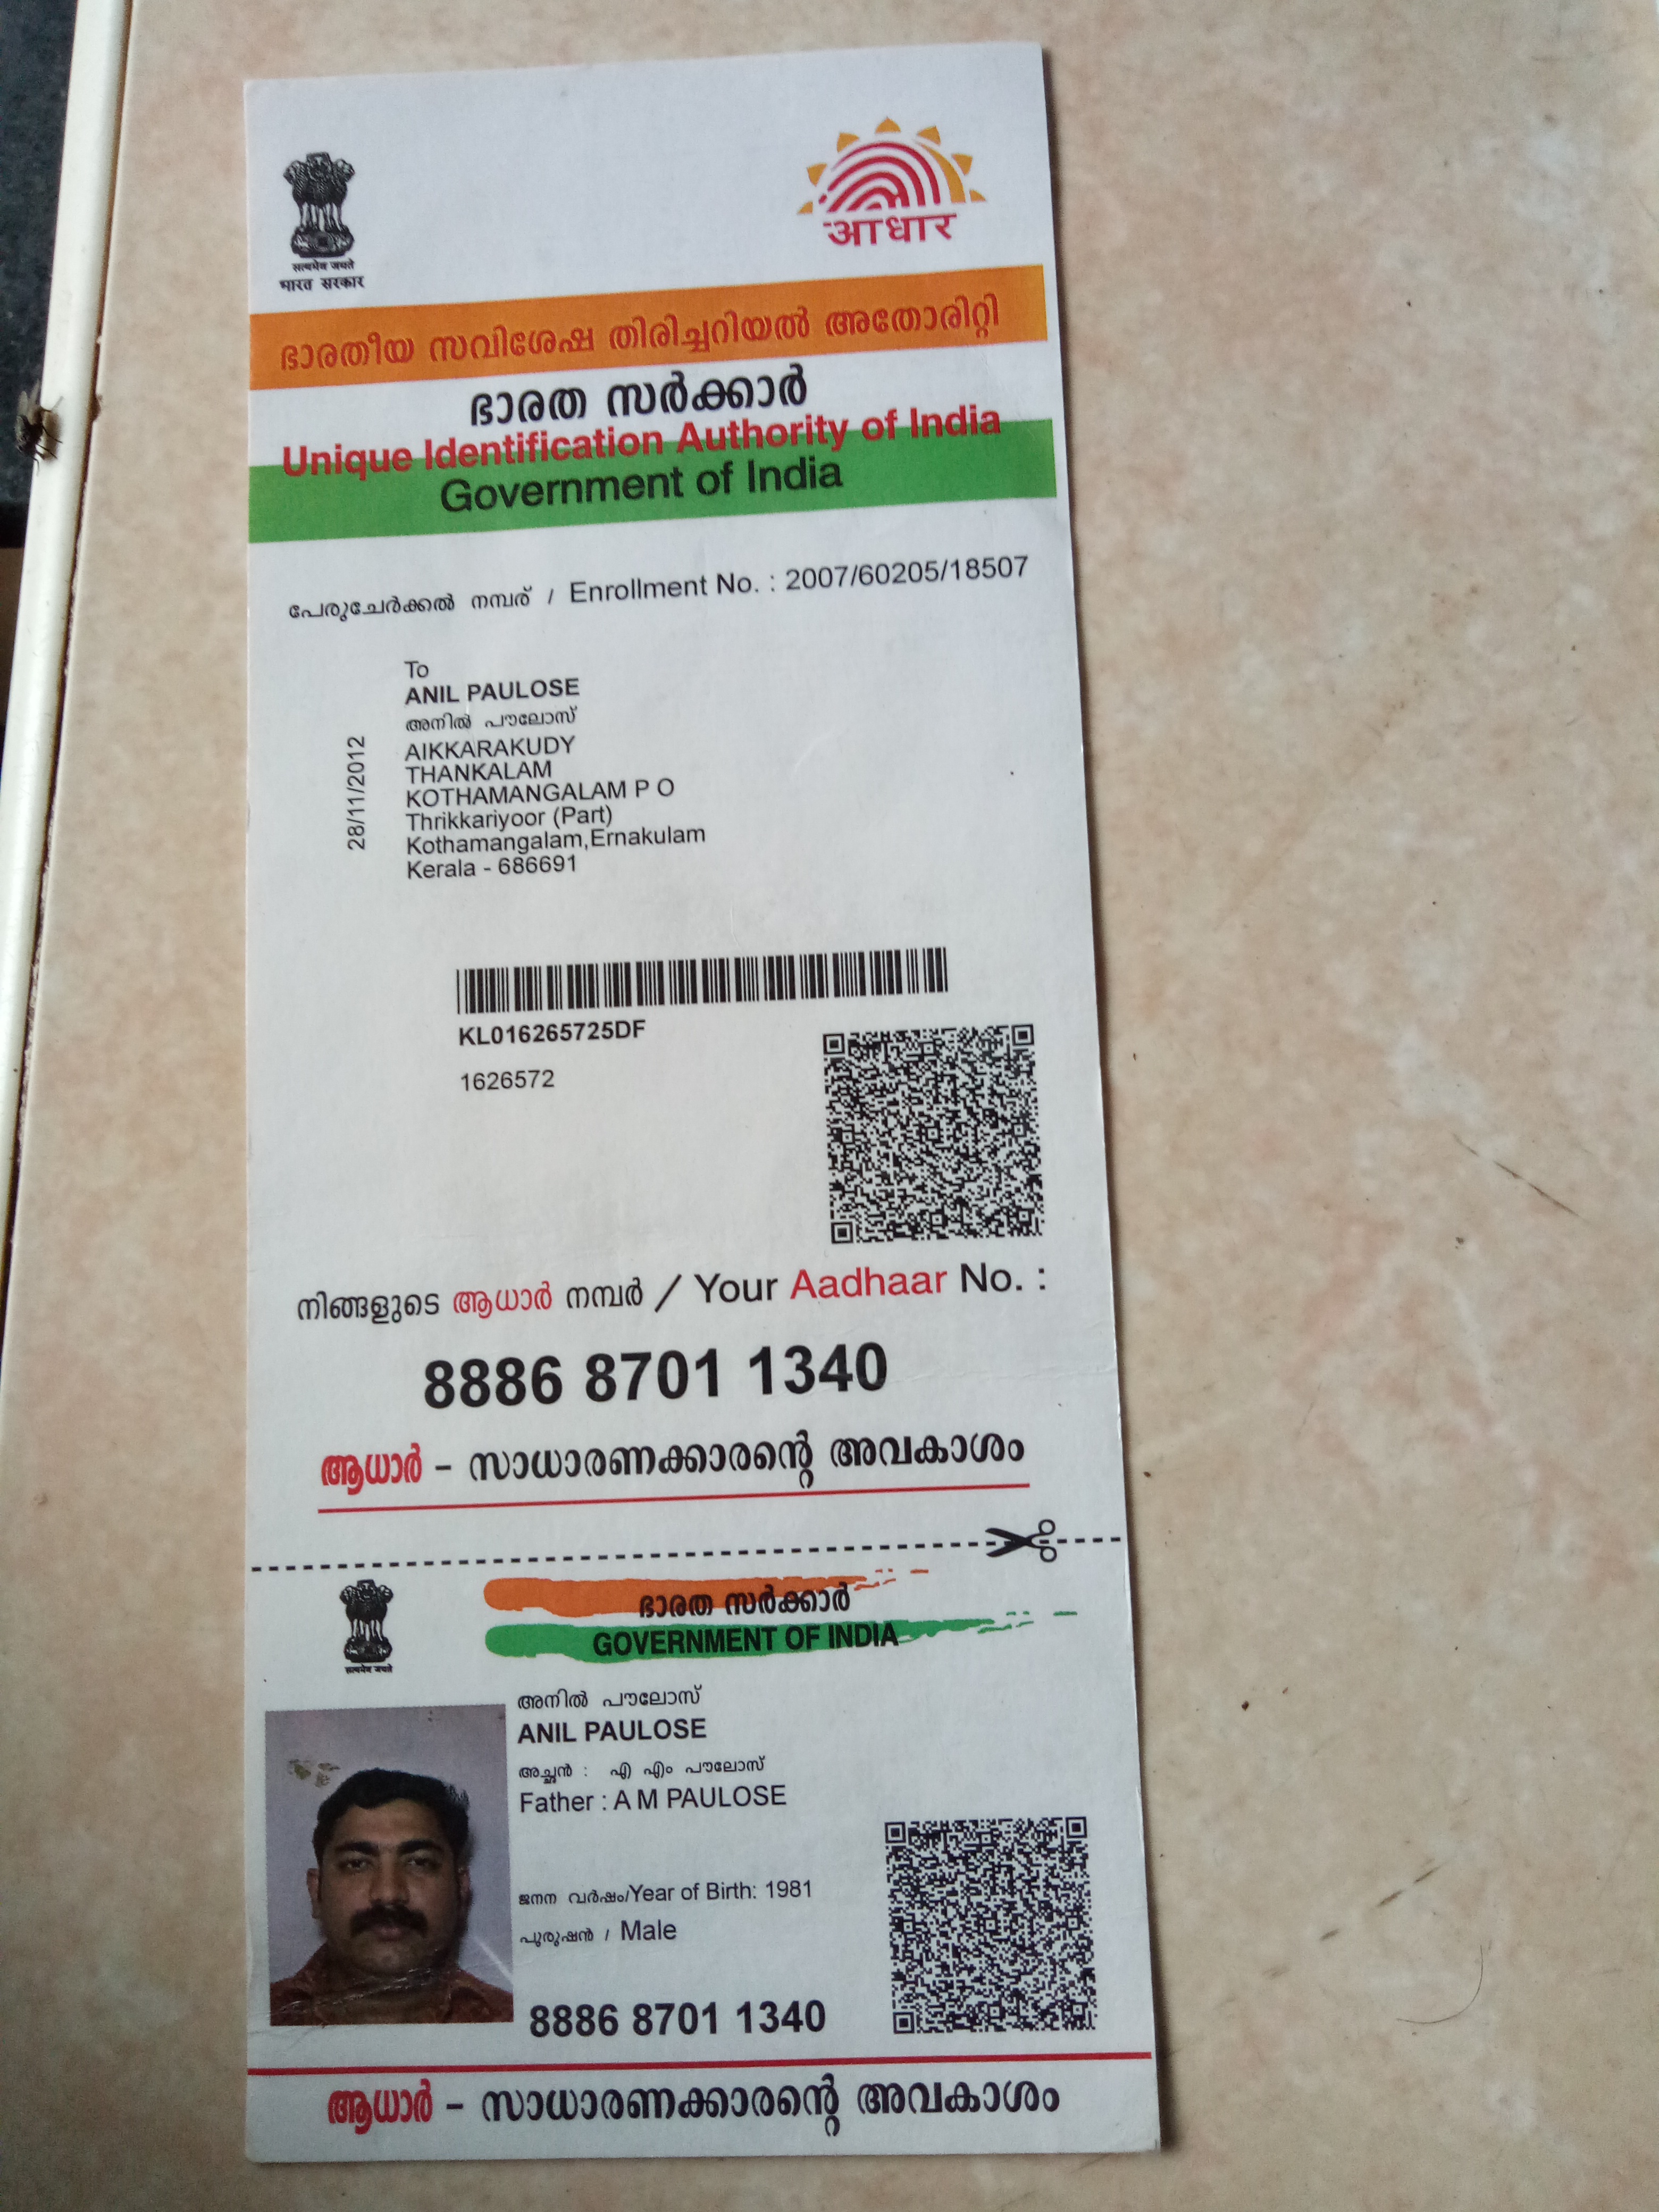 सत्यमेव जयते
भारत सरकार
आधार
ഭാരതീയ സവിശേഷ തിരിച്ചറിയൽ അതോരിറ്റി
ഭാരത സർക്കാർ
Unique Identification Authority of India
Government of India
പേരുചേർക്കൽ നമ്പര് / Enrollment No. : 2007/60205/18507
28/11/2012
To
ANIL PAULOSE
അനിൽ പൗലോസ്
AIKKARAKUDY
THANKALAM
KOTHAMANGALAM P O
Thrikkariyoor (Part)
Kothamangalam,Ernakulam
Kerala - 686691
KL016265725DF
1626572
നിങ്ങളുടെ ആധാർ നമ്പർ / Your Aadhaar No. :
8886 8701 1340
ആധാർ – സാധാരണക്കാരന്റെ അവകാശം
सत्यमेव जयते
ഭാരത സർക്കാർ
GOVERNMENT OF INDIA
അനിൽ പൗലോസ്
ANIL PAULOSE
അച്ഛൻ : എ എം പൗലോസ്
Father : A M PAULOSE
ജനന വർഷം/Year of Birth: 1981
പുരുഷൻ / Male
8886 8701 1340
ആധാർ – സാധാരണക്കാരന്റെ അവകാശം